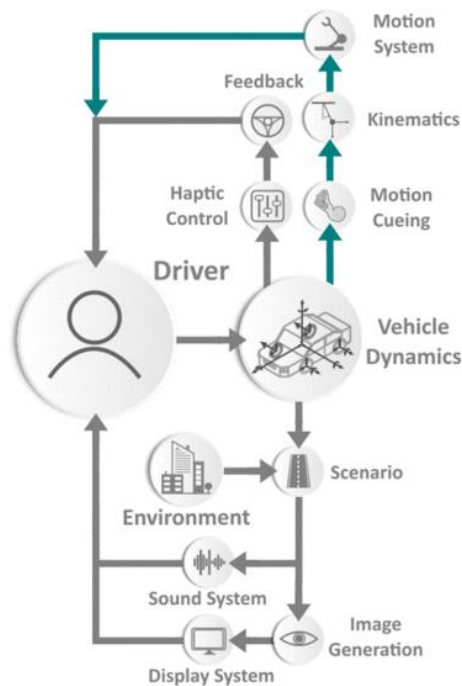 Motion
System
Feedback
Kinematics
Haptic
Control
Motion
Cueing
Driver
Vehicle
Dynamics
Scenario
Environment
Sound System
Image
Generation
Display System